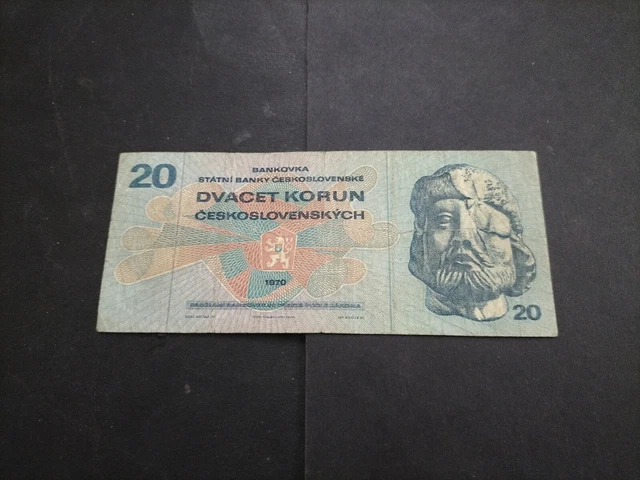 20
BANKOVKA
STÁTNÍ BANKY ČESKOSLOVENSKÉ
DVACET KORUN
ČESKOSLOVENSKÝCH
1970
20